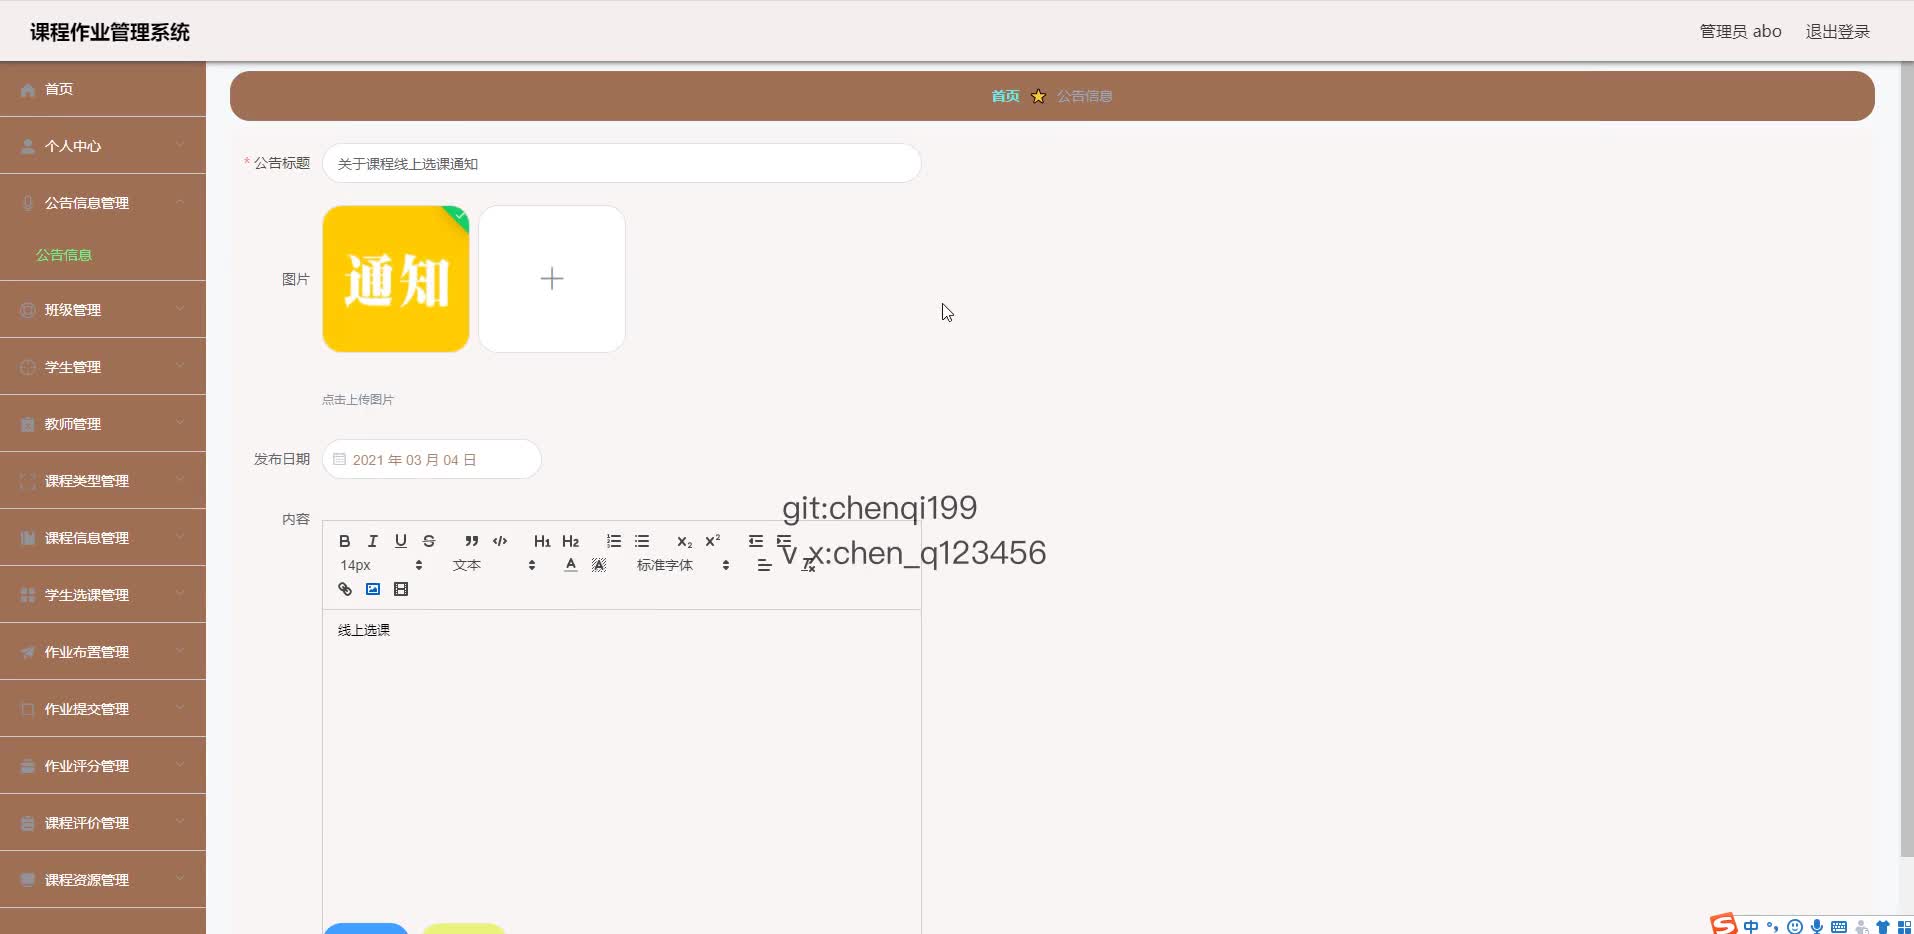 课程作业管理系统
管理员 abo
退出登录
首页
个人中心
公告信息管理
公告信息
班级管理
学生管理
教师管理
课程类型管理
课程信息管理
学生选课管理
作业布置管理
作业提交管理
作业评分管理
课程评价管理
课程资源管理
首页 公告信息
* 公告标题
关于课程线上选课通知
图片
通知
点击上传图片
发布日期
2021 年 03 月 04 日
内容
git:chenqi199
v_x:chen_q123456
B I U S H1 H2 x2 x2
14px 文本 A A 标准字体
线上选课
S 中